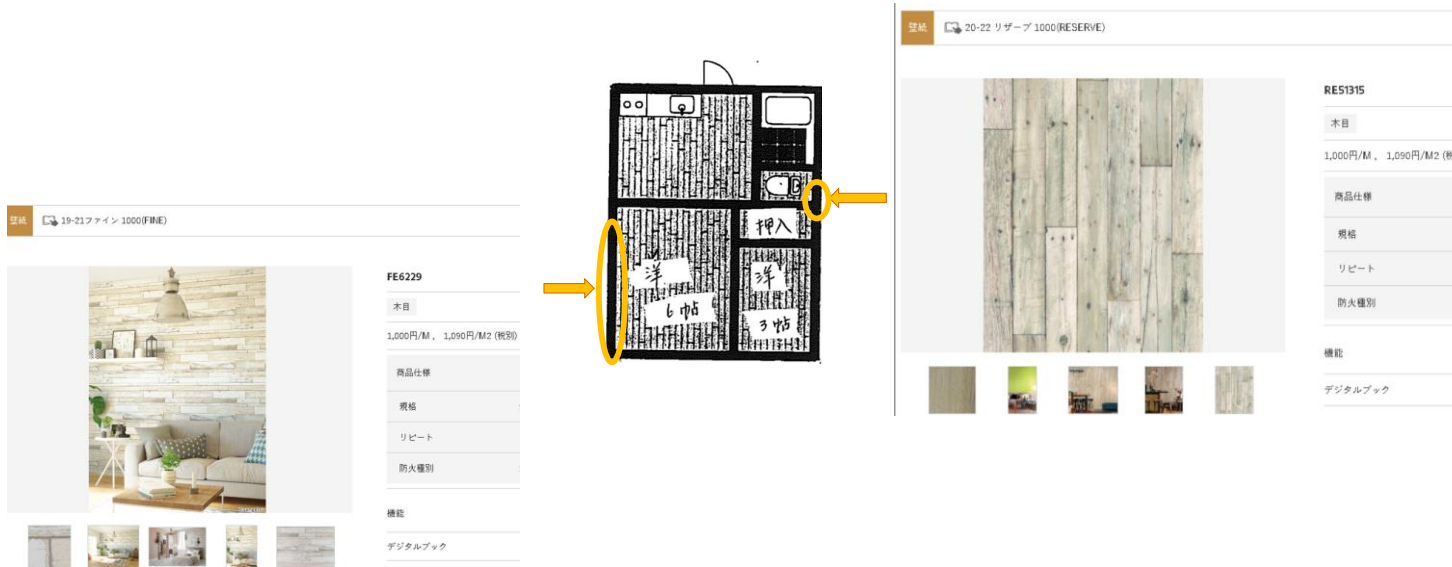 壁紙 19-21ファイン 1000(FINE)
FE6229
木目
1,000円/M , 1,090円/M2 (税別)
商品仕様
規格
リピート
防火種別
機能
デジタルブック
押入
洋
6帖
洋
3帖
壁紙 20-22 リザーブ 1000(RESERVE)
RE51315
木目
1,000円/M , 1,090円/M2
商品仕様
規格
リピート
防火種別
機能
デジタルブック